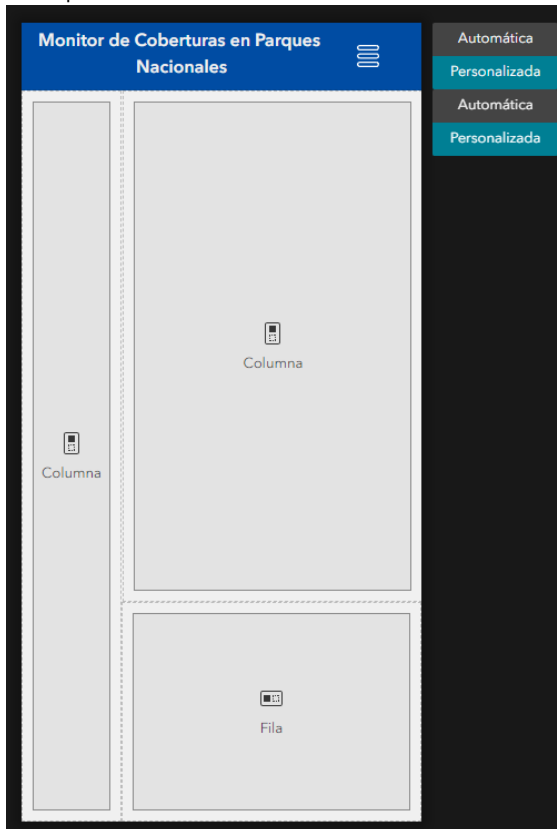 Monitor de Coberturas en Parques
Nacionales
Automática
Personalizada
Automática
Personalizada
Columna
Columna
Fila